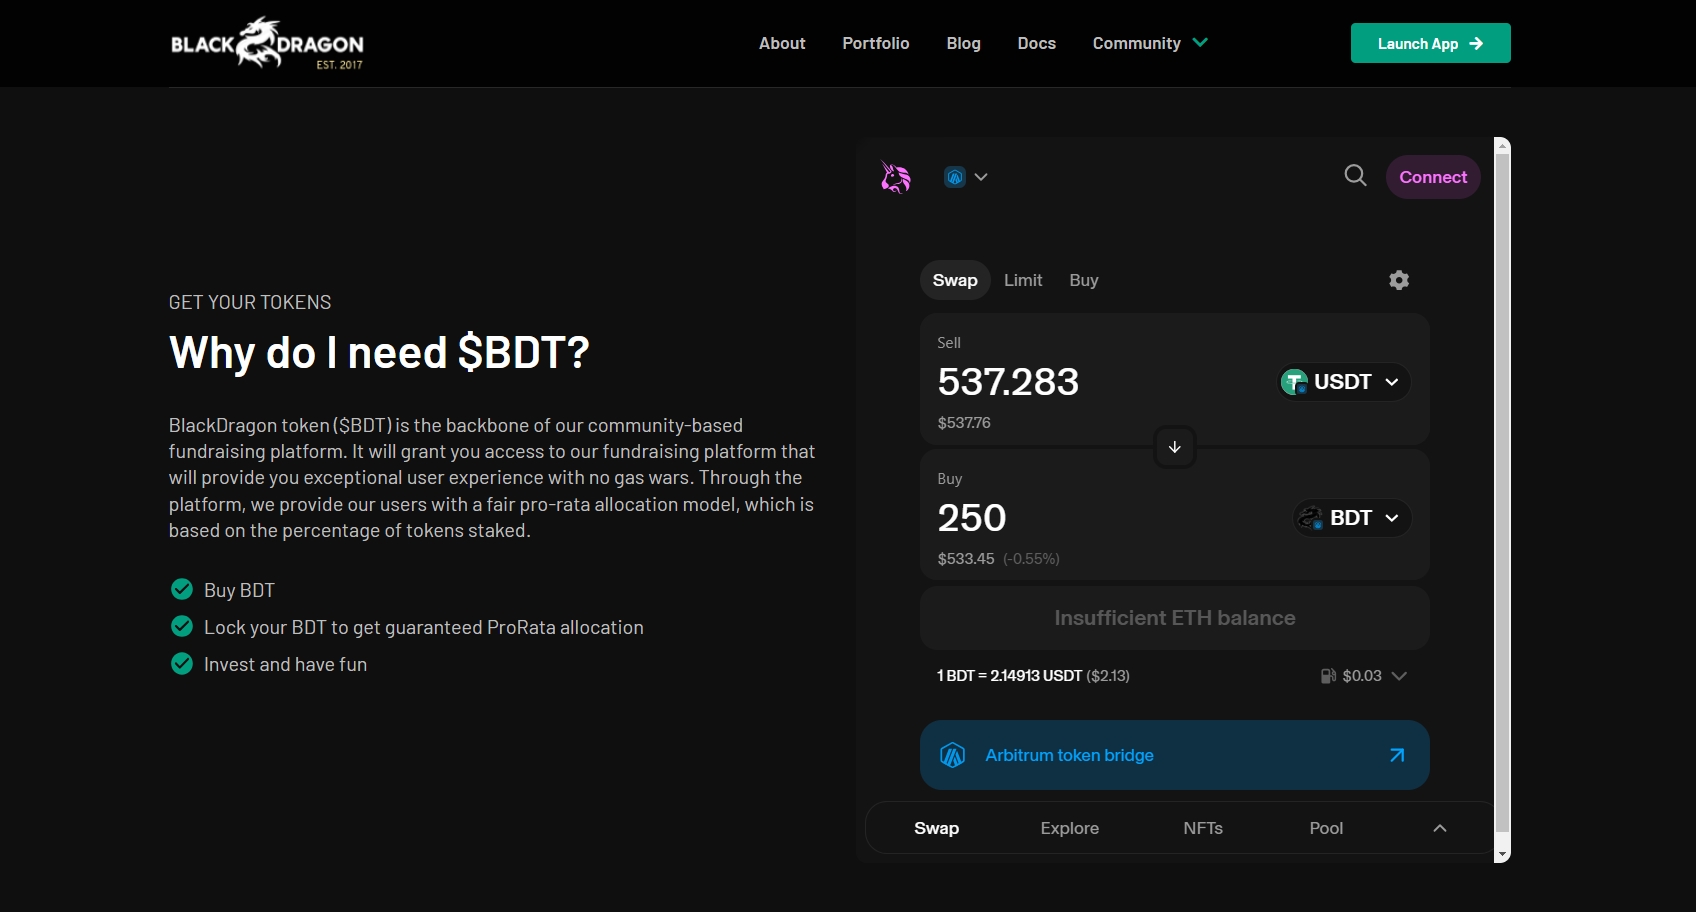 BLACK DRAGON
EST. 2017
About
Portfolio
Blog
Docs
Community
Launch App
GET YOUR TOKENS
Why do I need $BDT?
BlackDragon token ($BDT) is the backbone of our community-based
fundraising platform. It will grant you access to our fundraising platform that
will provide you exceptional user experience with no gas wars. Through the
platform, we provide our users with a fair pro-rata allocation model, which is
based on the percentage of tokens staked.
Buy BDT
Lock your BDT to get guaranteed ProRata allocation
Invest and have fun
Connect
Swap
Limit
Buy
Sell
537.283
USDT
$537.76
Buy
250
BDT
$533.45 (-0.55%)
Insufficient ETH balance
1 BDT = 2.14913 USDT ($2.13)
$0.03
Arbitrum token bridge
Swap
Explore
NFTs
Pool